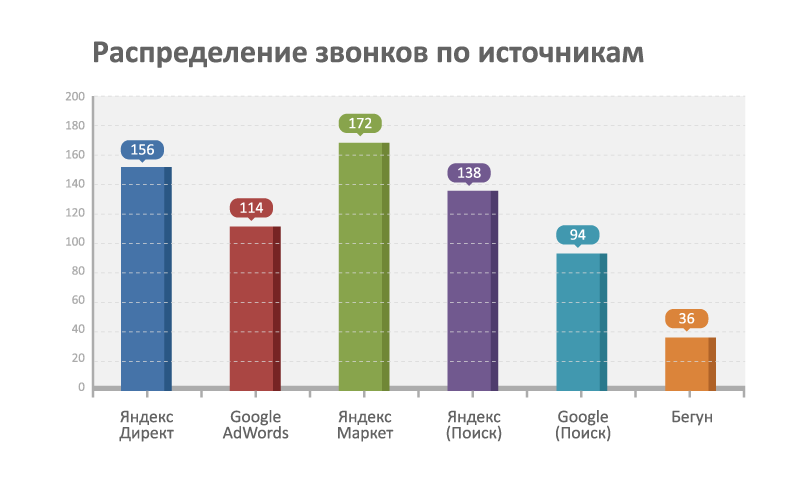 Распределение звонков по источникам
200
180
160
140
120
100
80
60
40
20
0
156
114
172
138
94
36
Яндекс
Директ
Google
AdWords
Яндекс
Маркет
Яндекс
(Поиск)
Google
(Поиск)
Бегун